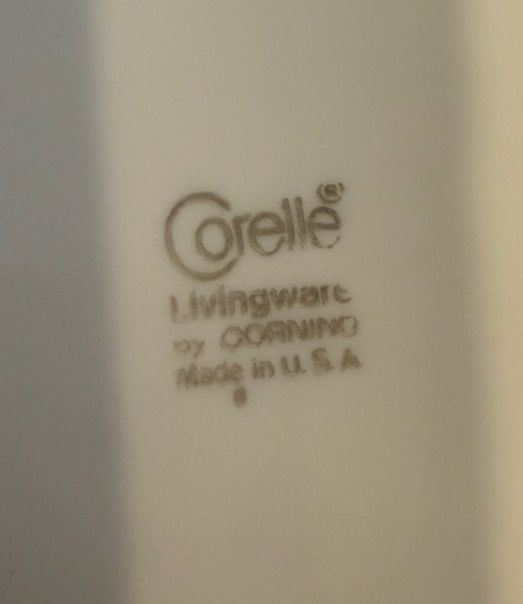 Corelle®
Livingware
by CORNING
Made in U.S.A